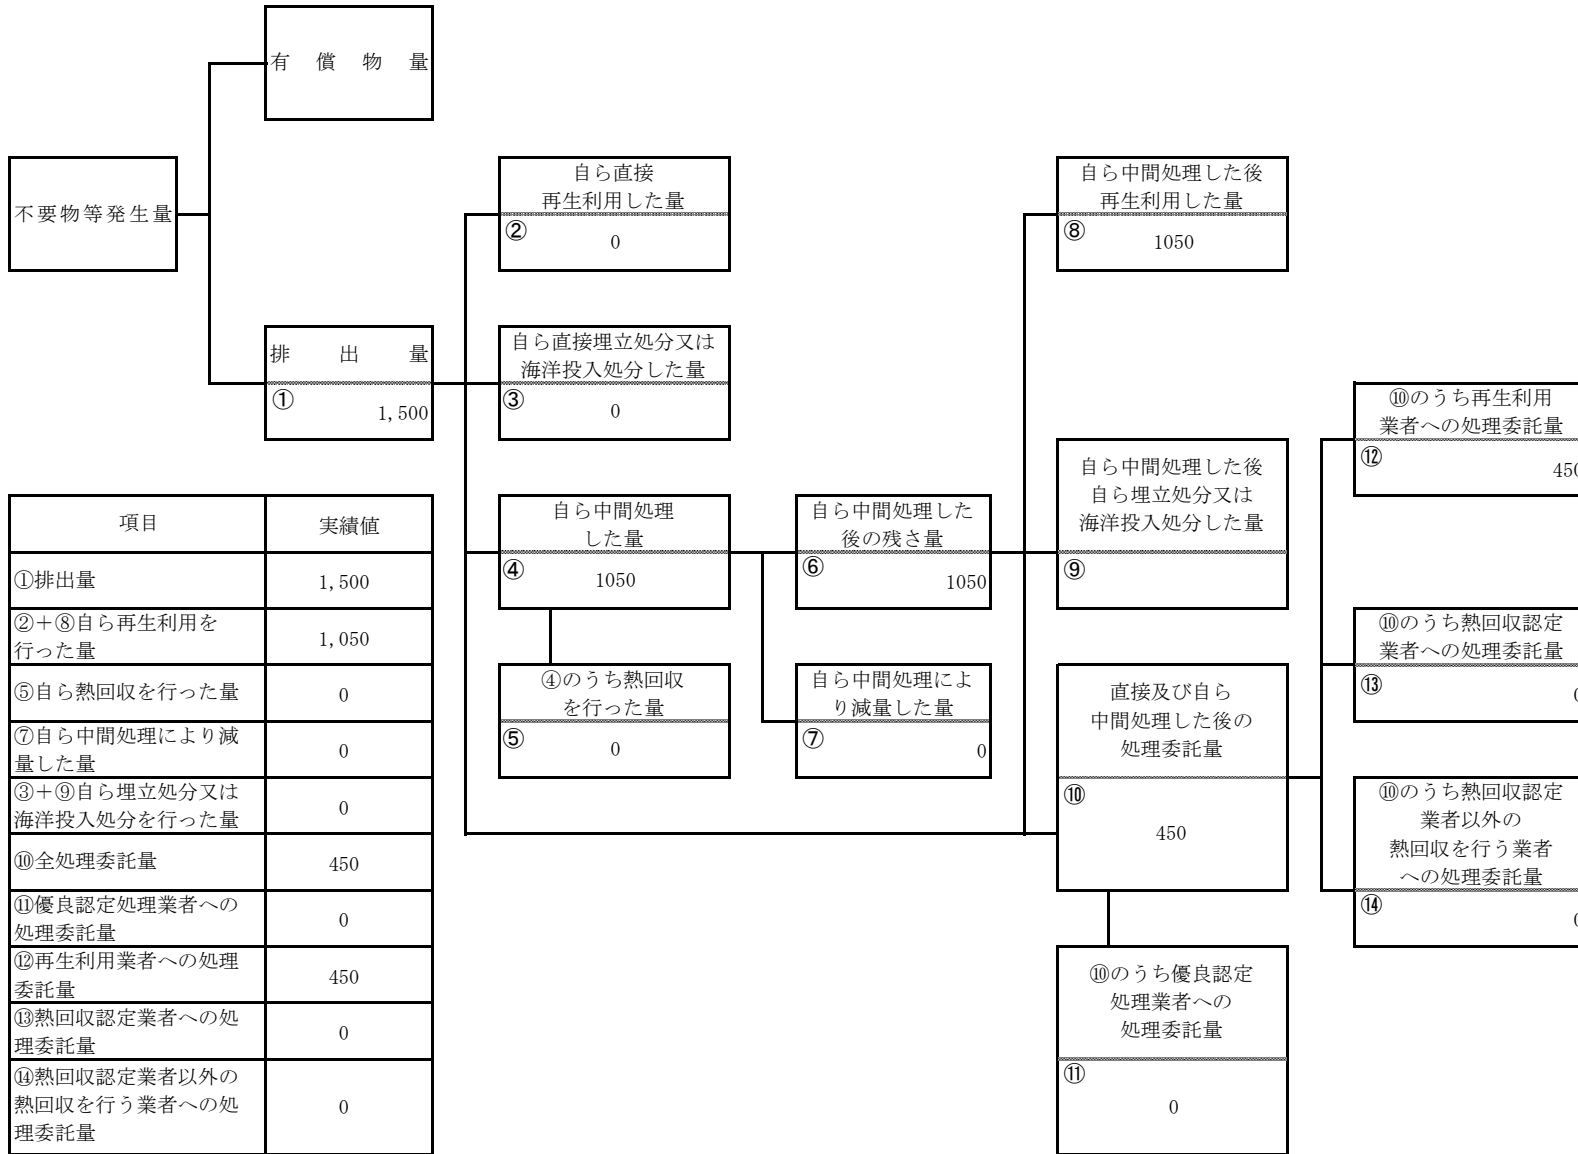 有償物量
不要物等発生量
自ら直接
再生利用した量
②
0
自ら中間処理した後
再生利用した量
⑧
1050
排出量
①
1,500
自ら直接埋立処分又は
海洋投入処分した量
③
0
⑩のうち再生利用
業者への処理委託量
⑫
450
自ら中間処理した後
自ら埋立処分又は
海洋投入処分した量
⑨
自ら中間処理
した量
④
1050
自ら中間処理した
後の残さ量
⑥
1050
⑩のうち熱回収認定
業者への処理委託量
⑬
0
④のうち熱回収
を行った量
⑤
0
自ら中間処理によ
り減量した量
⑦
0
直接及び自ら
中間処理した後の
処理委託量
⑩
450
⑩のうち熱回収認定
業者以外の
熱回収を行う業者
への処理委託量
⑭
0
⑩のうち優良認定
処理業者への
処理委託量
⑪
0
項目 実績値
①排出量 1,500
②+⑧自ら再生利用を
行った量 1,050
⑤自ら熱回収を行った量 0
⑦自ら中間処理により減
量した量 0
③+⑨自ら埋立処分又は
海洋投入処分を行った量 0
⑩全処理委託量 450
⑪優良認定処理業者への
処理委託量 0
⑫再生利用業者への処理
委託量 450
⑬熱回収認定業者への処
理委託量 0
⑭熱回収認定業者以外の
熱回収を行う業者への処
理委託量 0